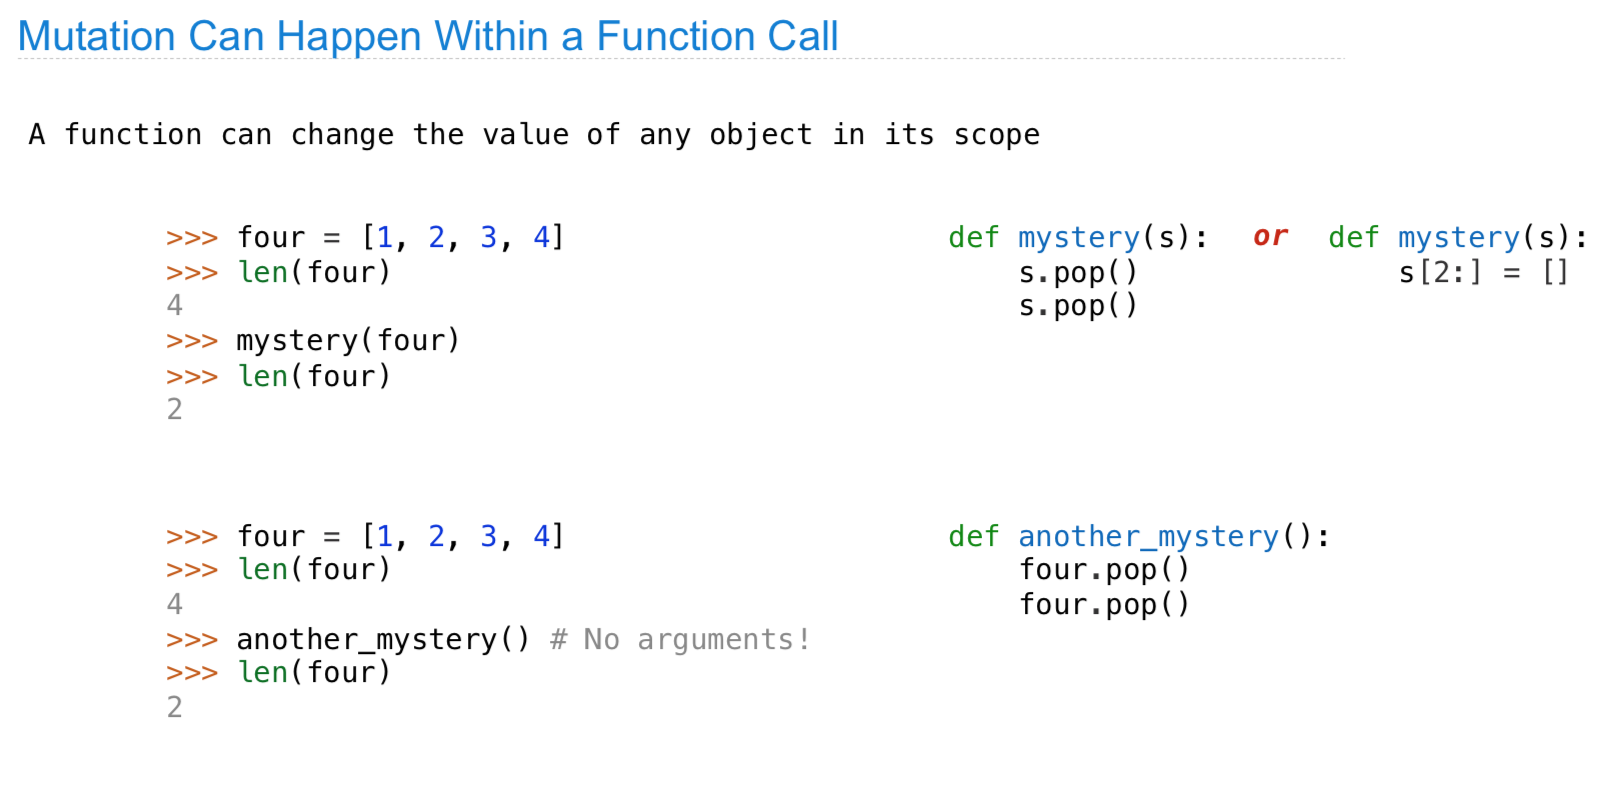 Mutation Can Happen Within a Function Call
A function can change the value of any object in its scope
>>> four = [1, 2, 3, 4]
>>> len(four)
4
>>> mystery(four)
>>> len(four)
2
def mystery(s): or def mystery(s):
s.pop() s[2:] = []
s.pop()
>>> four = [1, 2, 3, 4]
>>> len(four)
4
>>> another_mystery() # No arguments!
>>> len(four)
2
def another_mystery():
four.pop()
four.pop()